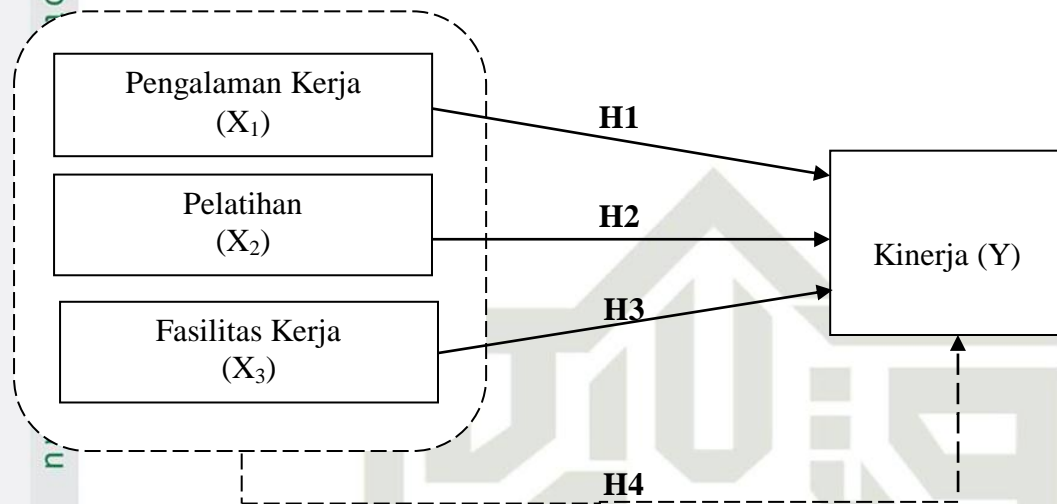 Pengalaman Kerja
(X₁)
H1
Pelatihan
(X₂)
H2
Kinerja (Y)
Fasilitas Kerja
(X₃)
H3
H4